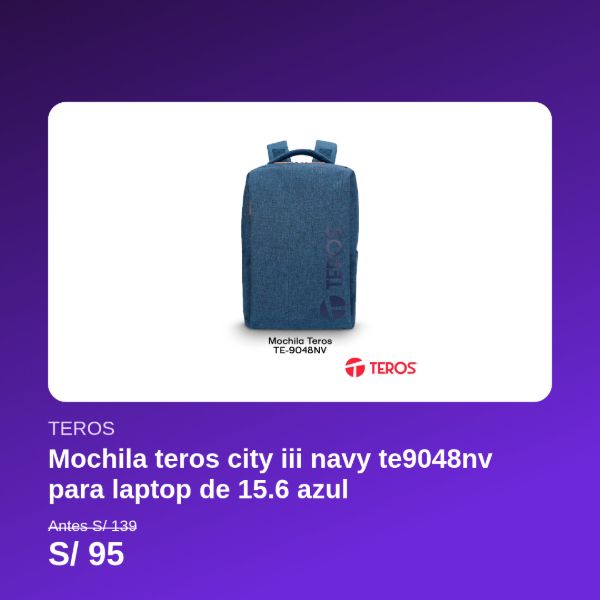 TEROS
Mochila Teros
TE-9048NV
TEROS
TEROS
Mochila teros city iii navy te9048nv
para laptop de 15.6 azul
Antes S/ 139
S/ 95